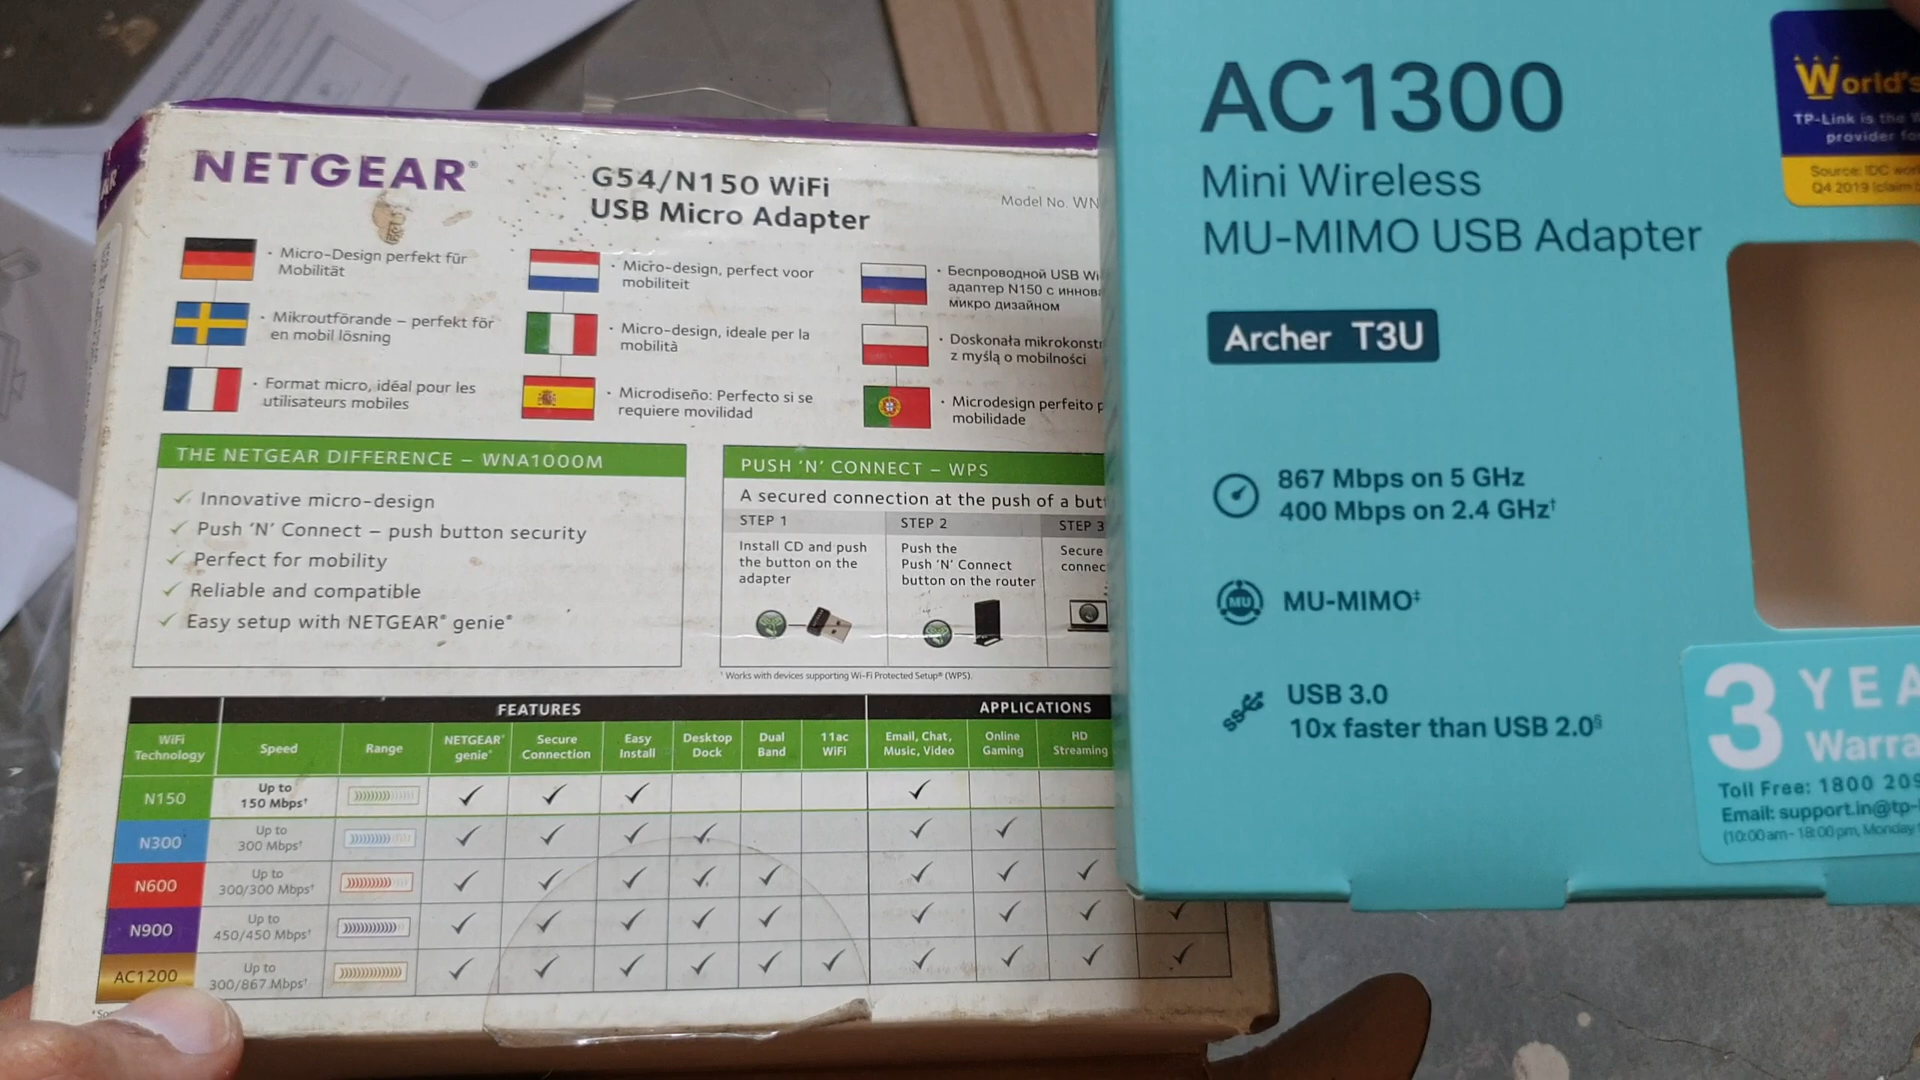 NETGEAR®
G54/N150 WiFi
USB Micro Adapter
Model No.
· Micro-Design perfekt für
Mobilität
· Mikroutförande – perfekt för
en mobil lösning
· Format micro, idéal pour les
utilisateurs mobiles
· Micro-design, perfect voor
mobiliteit
· Micro-design, ideale per la
mobilità
· Microdiseño: Perfecto si se
requiere movilidad
· Беспроводной USB
адаптер N150 с
микро дизайном
· Doskonała
z myślą o mobilności
· Microdesign perfeito
mobilidade
THE NETGEAR DIFFERENCE – WNA1000M
✓ Innovative micro-design
✓ Push 'N' Connect – push button security
✓ Perfect for mobility
✓ Reliable and compatible
✓ Easy setup with NETGEAR® genie®
PUSH 'N' CONNECT – WPS
A secured connection at the push of a
STEP 1
Install CD and push
the button on the
adapter
STEP 2
Push the
Push 'N' Connect
button on the router
STEP 3
Secure
¹ Works with devices supporting Wi-Fi Protected Setup® (WPS).
FEATURES APPLICATIONS
WiFi Technology Speed Range NETGEAR® genie® Secure Connection Easy Install Desktop Dock Dual Band 11ac WiFi Email, Chat, Music, Video Online Gaming HD Streaming
N150 Up to 150 Mbps† ✓ ✓ ✓ ✓
N300 Up to 300 Mbps† ✓ ✓ ✓ ✓ ✓ ✓
N600 Up to 300/300 Mbps† ✓ ✓ ✓ ✓ ✓ ✓ ✓ ✓
N900 Up to 450/450 Mbps† ✓ ✓ ✓ ✓ ✓ ✓ ✓ ✓ ✓
AC1200 Up to 300/867 Mbps† ✓ ✓ ✓ ✓ ✓ ✓ ✓ ✓ ✓ ✓
AC1300
Mini Wireless
MU-MIMO USB Adapter
Archer T3U
867 Mbps on 5 GHz
400 Mbps on 2.4 GHz†
MU
MU-MIMO‡
USB 3.0
10x faster than USB 2.0§
World's
TP-Link is the
provider
Source: IDC
Q4 2019
3
Toll Free: 1800
Email:
(10:00am-18:00pm,